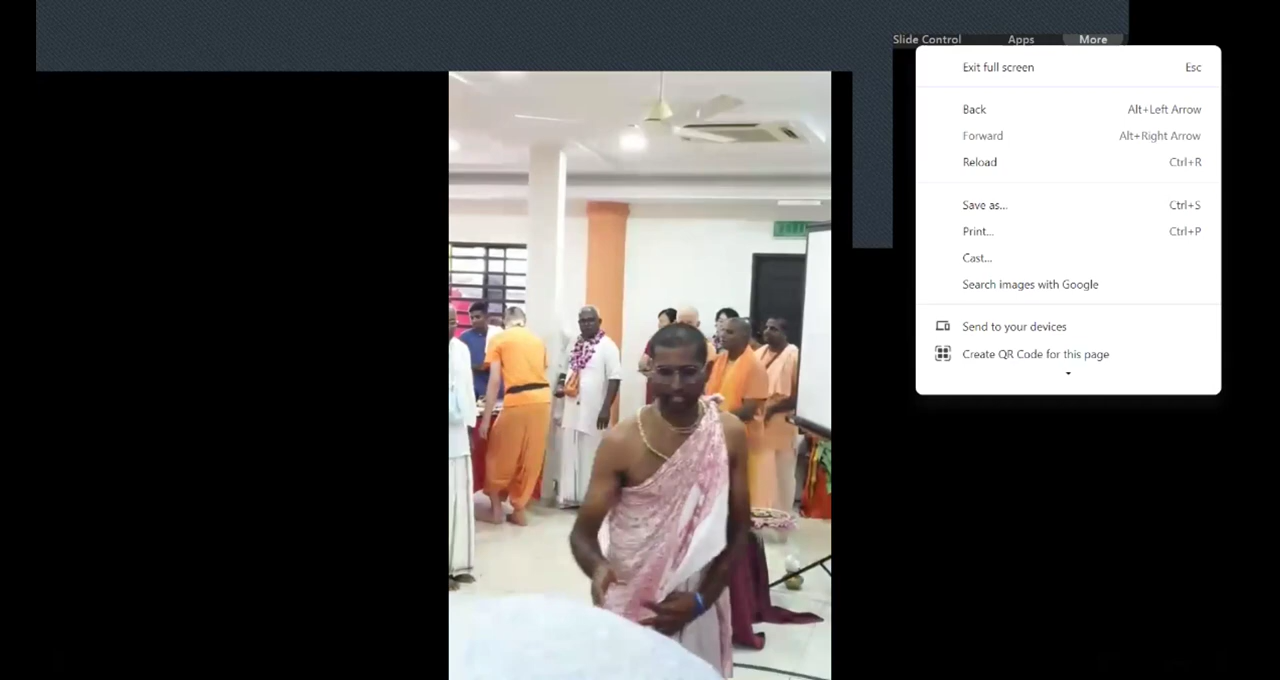 Slide Control Apps More
Exit full screen Esc
Back Alt+Left Arrow
Forward Alt+Right Arrow
Reload Ctrl+R
Save as... Ctrl+S
Print... Ctrl+P
Cast...
Search images with Google
Send to your devices
Create QR Code for this page